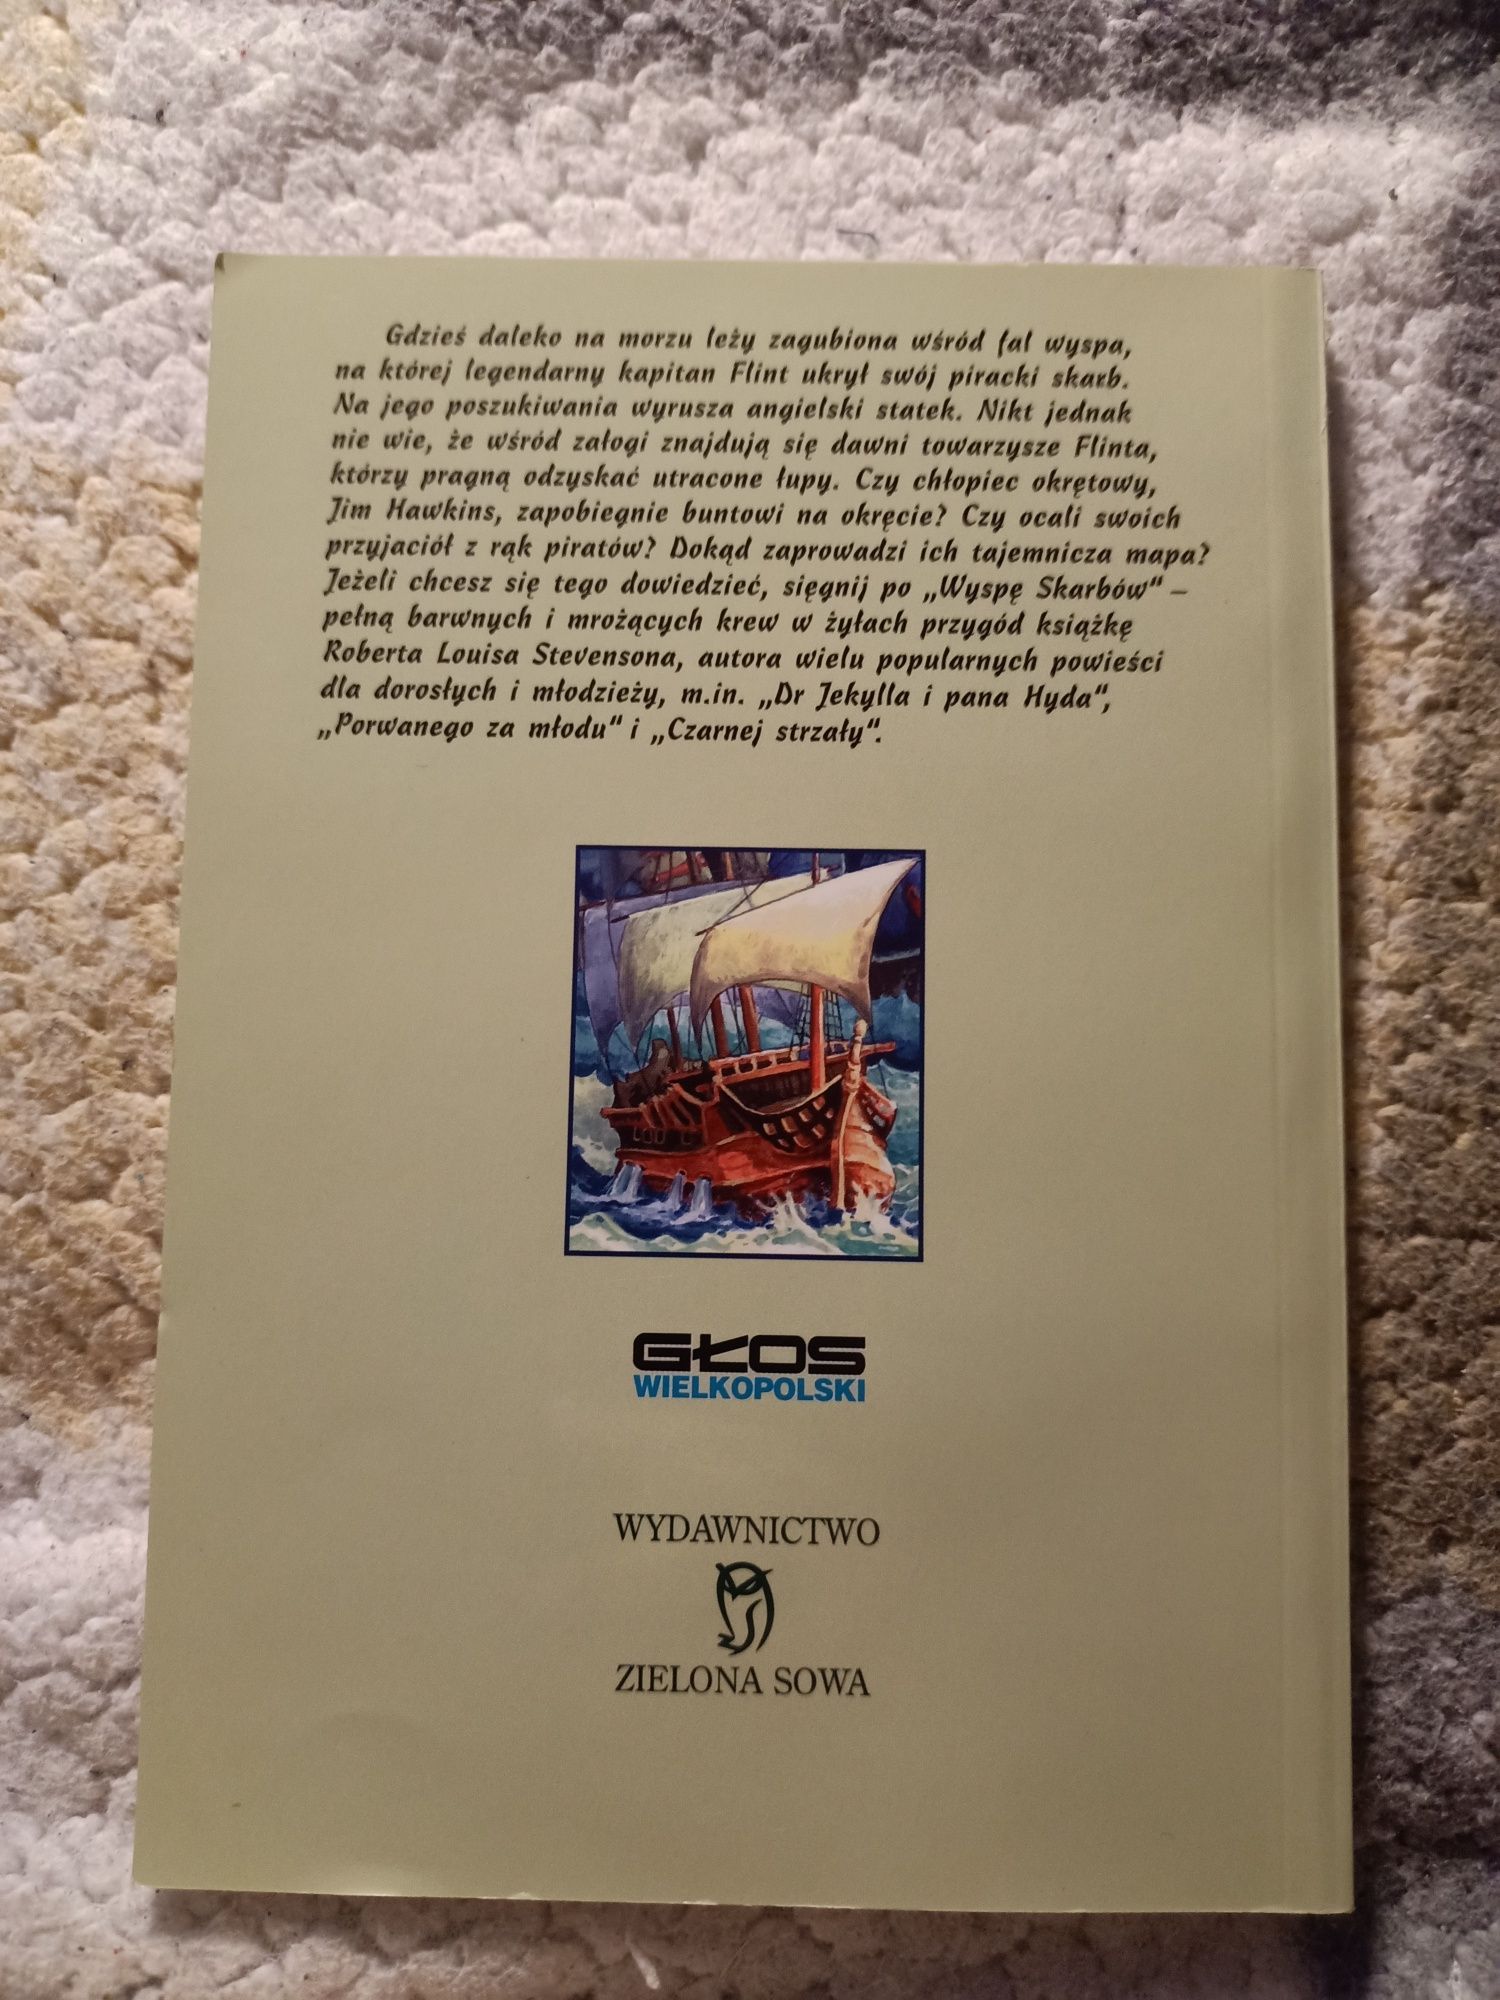 Gdzieś daleko na morzu leży zagubiona wśród fal wyspa,
na której legendarny kapitan Flint ukrył swój piracki skarb.
Na jego poszukiwania wyrusza angielski statek. Nikt jednak
nie wie, że wśród załogi znajdują się dawni towarzysze Flinta,
którzy pragną odzyskać utracone łupy. Czy chłopiec okrętowy,
Jim Hawkins, zapobiegnie buntowi na okręcie? Czy ocali swoich
przyjaciół z rąk piratów? Dokąd zaprowadzi ich tajemnicza mapa?
Jeżeli chcesz się tego dowiedzieć, sięgnij po „Wyspę Skarbów” –
pełną barwnych i mrożących krew w żyłach przygód książkę
Roberta Louisa Stevensona, autora wielu popularnych powieści
dla dorosłych i młodzieży, m.in. „Dr Jekylla i pana Hyda”,
„Porwanego za młodu” i „Czarnej strzały”.
GŁOS
WIELKOPOLSKI
WYDAWNICTWO
ZIELONA SOWA